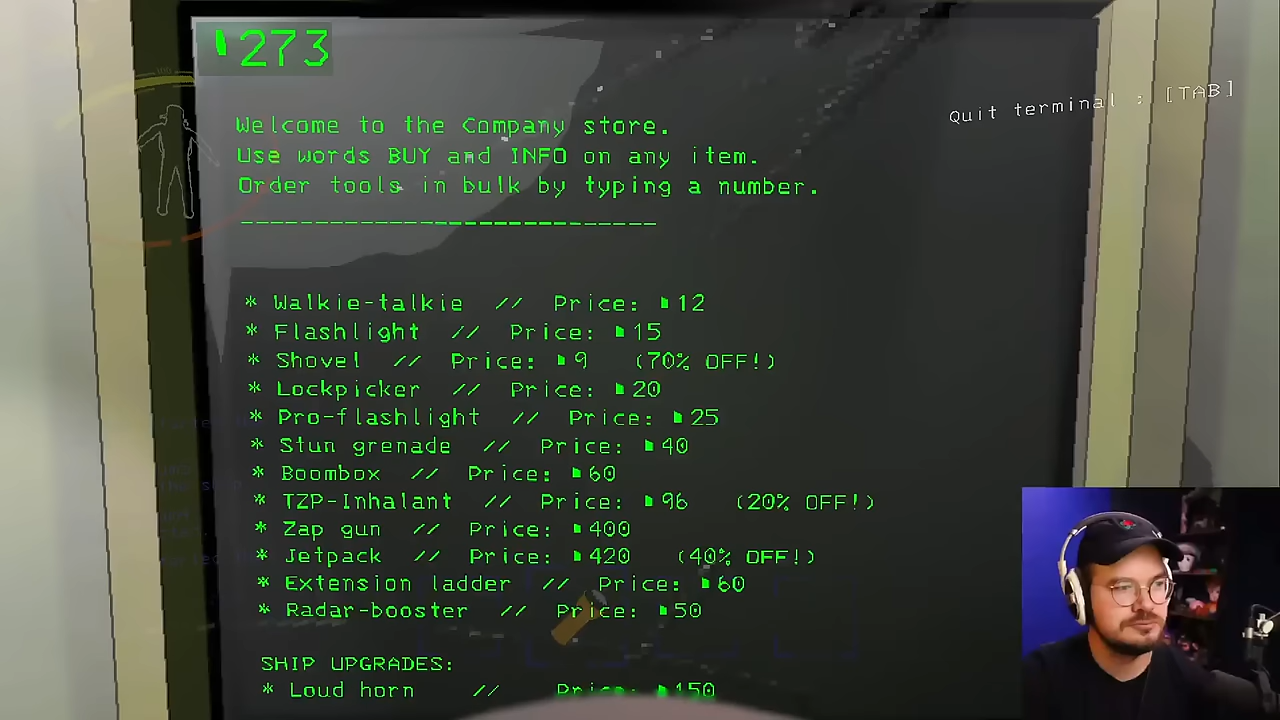 273
Quit terminal : [TAB]
Welcome to the Company store.
Use words BUY and INFO on any item.
Order tools in bulk by typing a number.
----------------------------
* Walkie-talkie // Price: ▮12
* Flashlight // Price: ▮15
* Shovel // Price: ▮9 (70% OFF!)
* Lockpicker // Price: ▮20
* Pro-flashlight // Price: ▮25
* Stun grenade // Price: ▮40
* Boombox // Price: ▮60
* TZP-Inhalant // Price: ▮96 (20% OFF!)
* Zap gun // Price: ▮400
* Jetpack // Price: ▮420 (40% OFF!)
* Extension ladder // Price: ▮60
* Radar-booster // Price: ▮50
SHIP UPGRADES:
* Loud horn // Price: ▮150